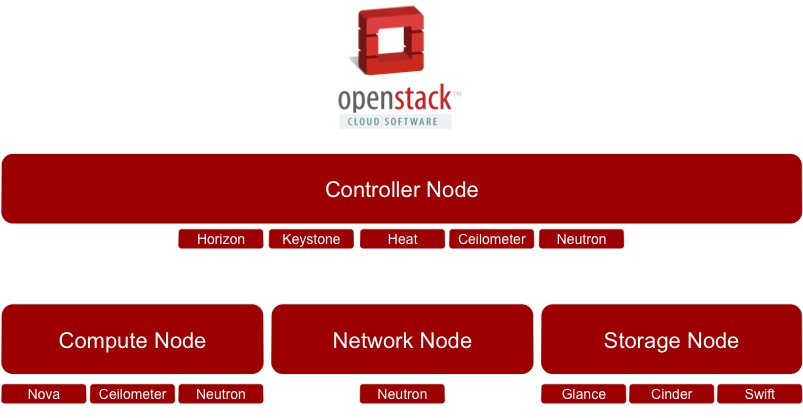 openstack™
CLOUD SOFTWARE
Controller Node
Horizon Keystone Heat Ceilometer Neutron
Compute Node Network Node Storage Node
Nova Ceilometer Neutron Neutron Glance Cinder Swift